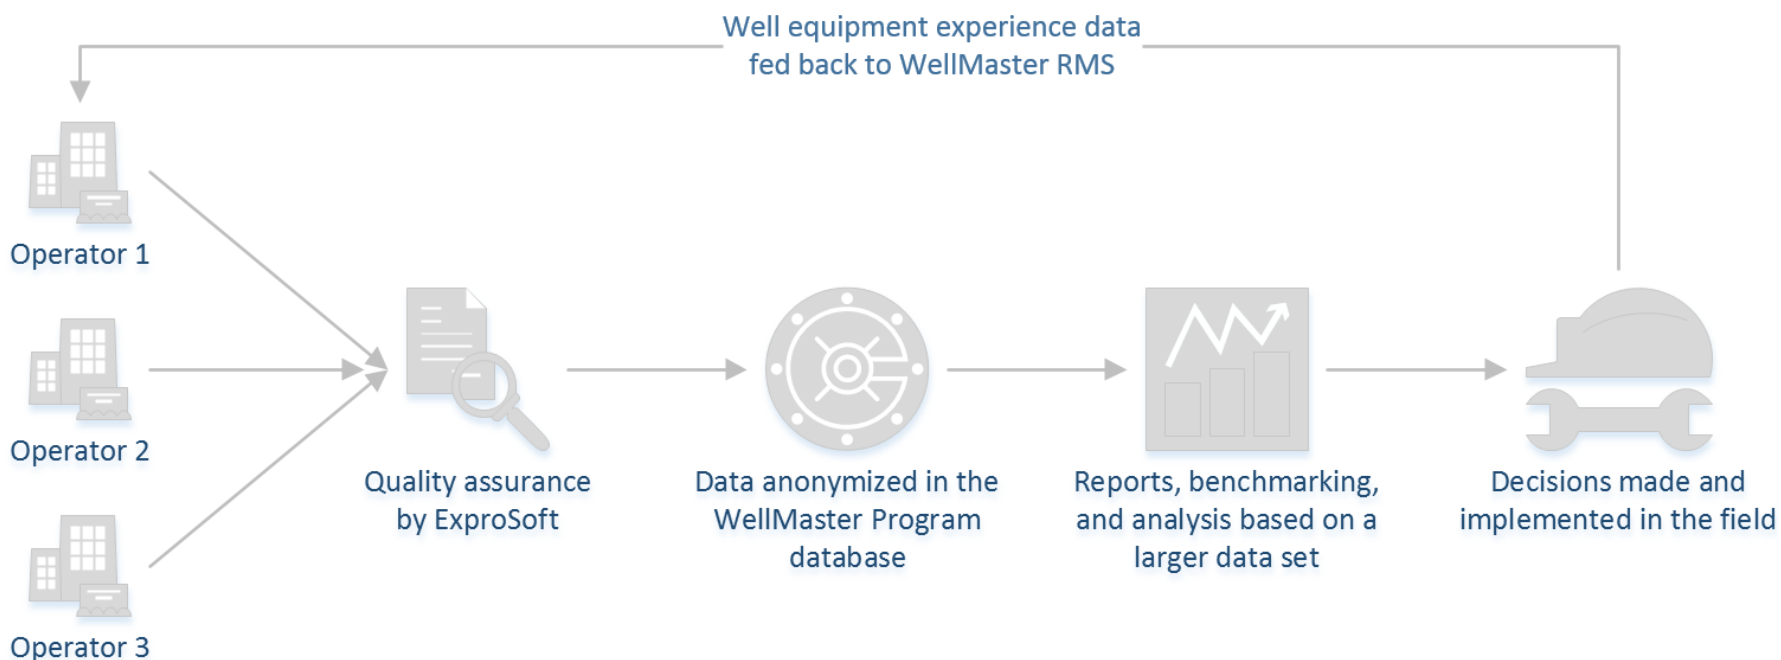 Well equipment experience data
fed back to WellMaster RMS
Operator 1
Operator 2
Operator 3
Quality assurance
by ExproSoft
Data anonymized in the
WellMaster Program
database
Reports, benchmarking,
and analysis based on a
larger data set
Decisions made and
implemented in the field